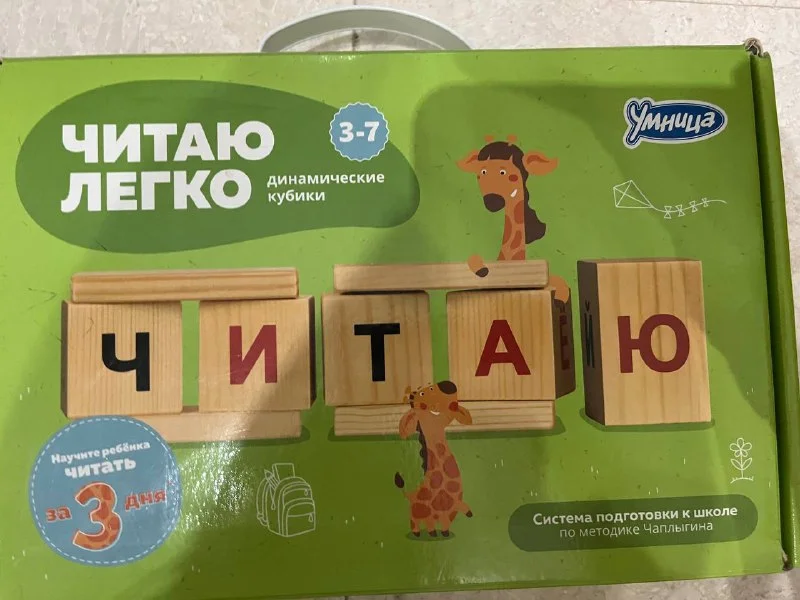 ЧИТАЮ
ЛЕГКО
3-7
динамические
кубики
Умница
Ч И Т А Е Й Ю
Научите ребёнка
читать
за 3 дня
Система подготовки к школе
по методике Чаплыгина